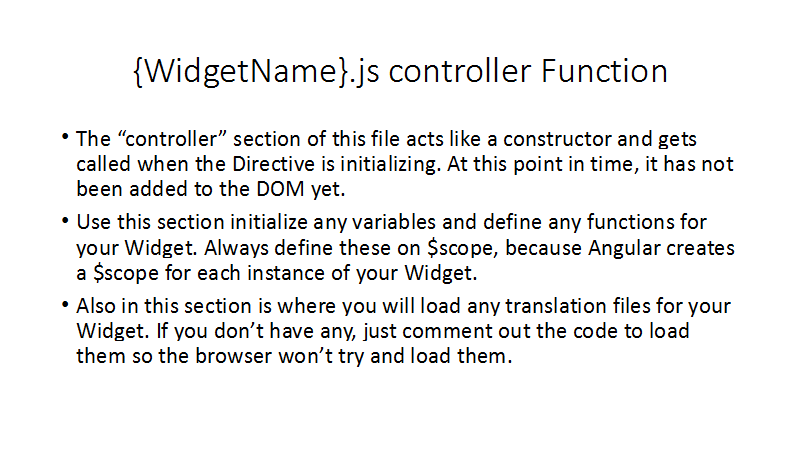 {WidgetName}.js controller Function
• The “controller” section of this file acts like a constructor and gets
called when the Directive is initializing. At this point in time, it has not
been added to the DOM yet.
• Use this section initialize any variables and define any functions for
your Widget. Always define these on $scope, because Angular creates
a $scope for each instance of your Widget.
• Also in this section is where you will load any translation files for your
Widget. If you don’t have any, just comment out the code to load
them so the browser won’t try and load them.